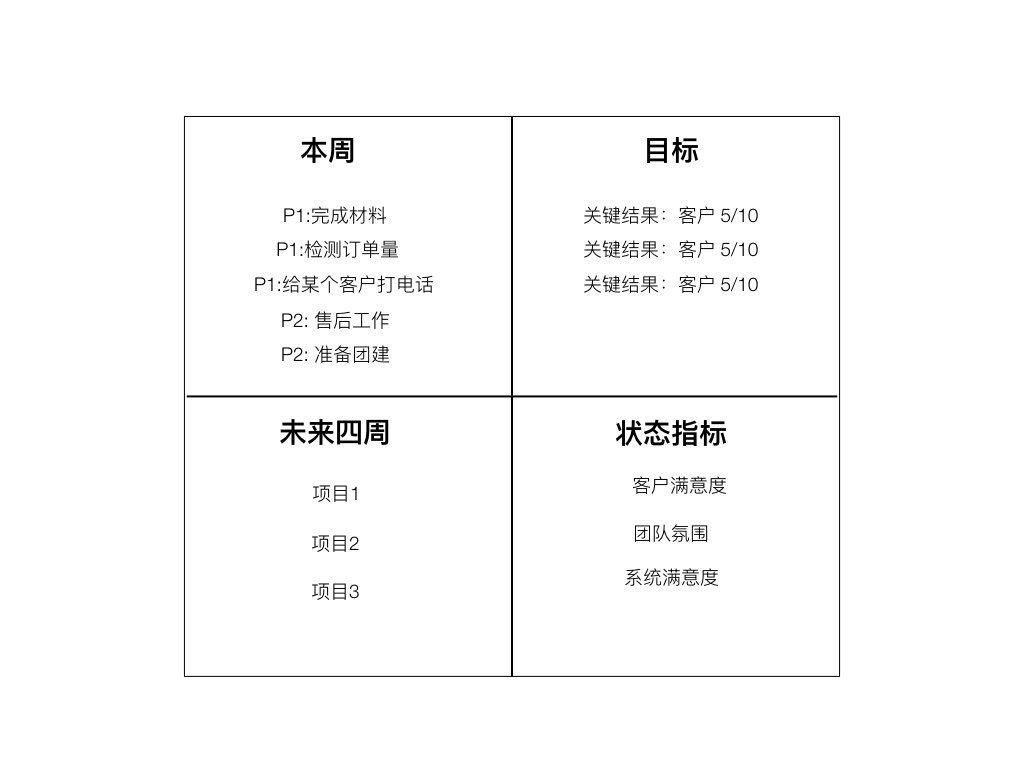 本周
P1:完成材料
P1:检测订单量
P1:给某个客户打电话
P2: 售后工作
P2: 准备团建
目标
关键结果：客户 5/10
关键结果：客户 5/10
关键结果：客户 5/10
未来四周
项目1
项目2
项目3
状态指标
客户满意度
团队氛围
系统满意度